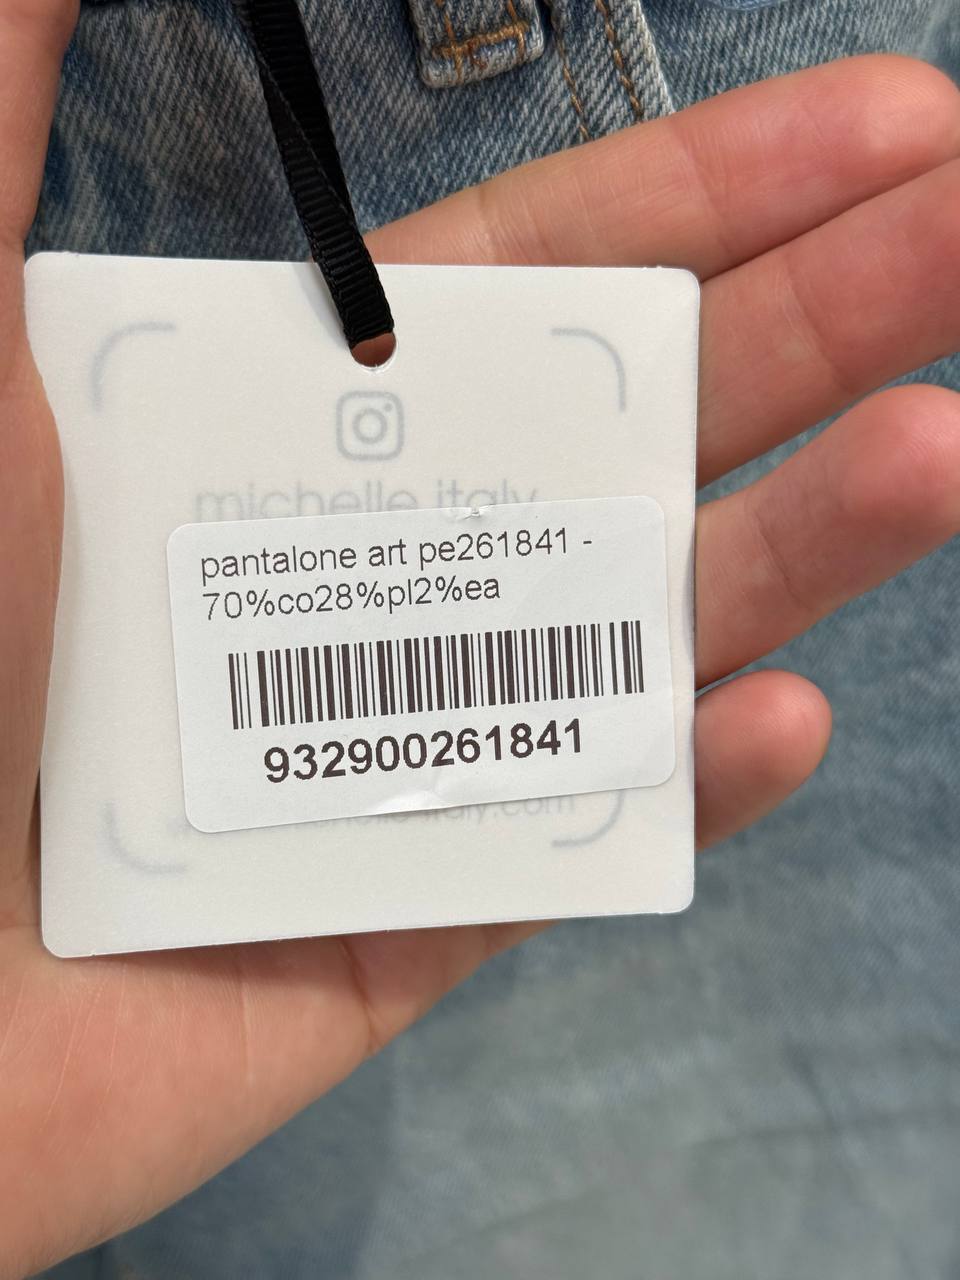 michelle italy
pantalone art pe261841 -
70%co28%pl2%ea
932900261841